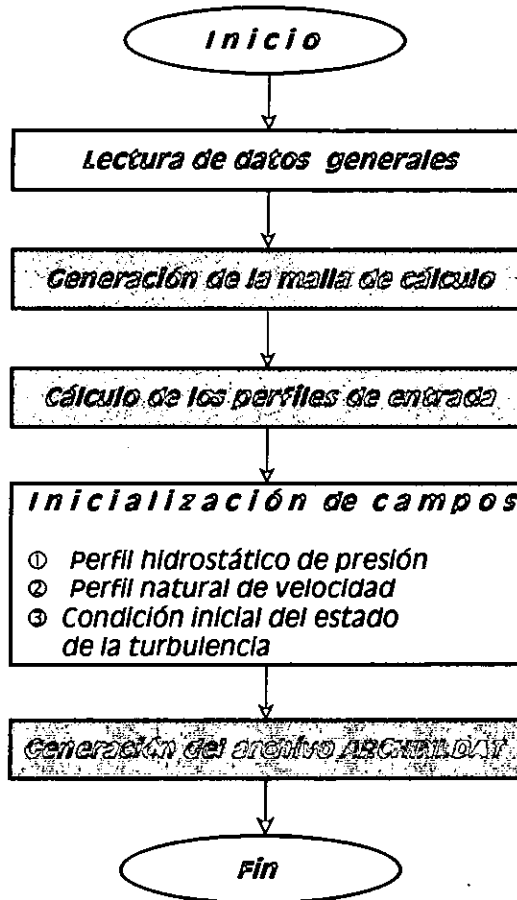 Inicio
Lectura de datos generales
Generación de la malla de cálculo
Cálculo de los perfiles de entrada
Inicialización de campos
① Perfil hidrostático de presión
② Perfil natural de velocidad
③ Condición inicial del estado
de la turbulencia
Generación del archivo
Fin